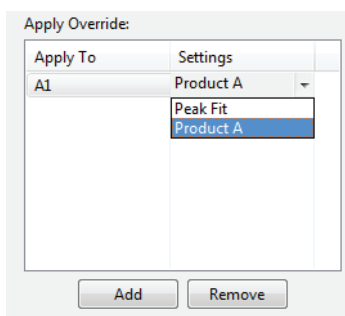 Apply Override:
Apply To Settings
A1 Product A
Peak Fit
Product A
Add Remove